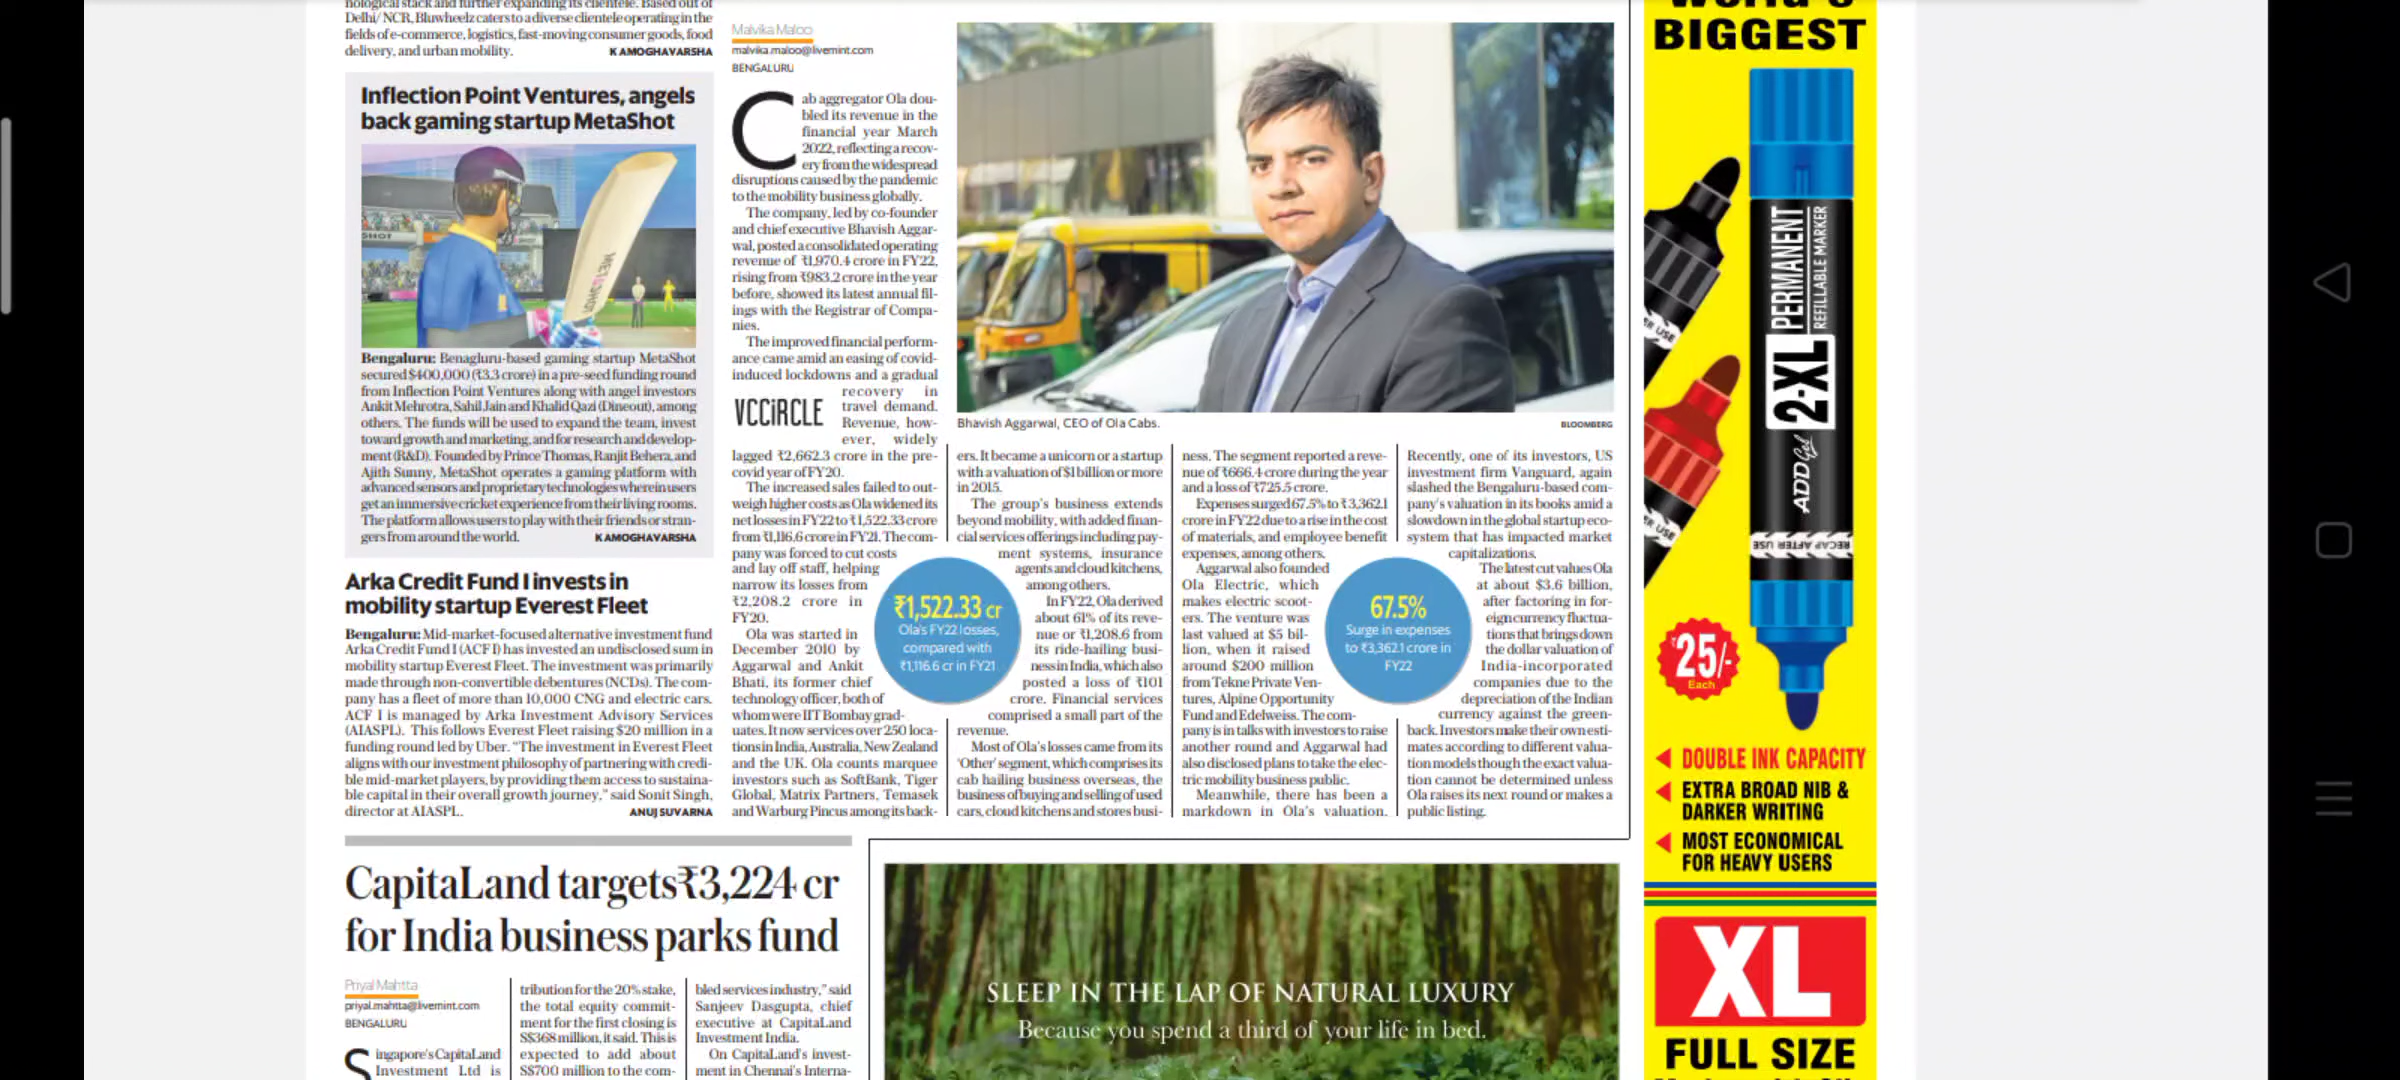 nological stack and further expanding its clientele. Based out of
Delhi/ NCR, Bluwheelz caters to a diverse clientele operating in the
fields of e-commerce, logistics, fast-moving consumer goods, food
delivery, and urban mobility. K AMOGHAVARSHA
Inflection Point Ventures, angels
back gaming startup MetaShot
SHOT
METASHOT
Bengaluru: Benagluru-based gaming startup MetaShot
secured $400,000 (₹3.3 crore) in a pre-seed funding round
from Inflection Point Ventures along with angel investors
Ankit Mehrotra, Sahil Jain and Khalid Qazi (Dineout), among
others. The funds will be used to expand the team, invest
toward growth and marketing, and for research and develop-
ment (R&D). Founded by Prince Thomas, Ranjit Behera, and
Ajith Sunny, MetaShot operates a gaming platform with
advanced sensors and proprietary technologies wherein users
get an immersive cricket experience from their living rooms.
The platform allows users to play with their friends or stran-
gers from around the world. K AMOGHAVARSHA
Arka Credit Fund I invests in
mobility startup Everest Fleet
Bengaluru: Mid-market-focused alternative investment fund
Arka Credit Fund I (ACF I) has invested an undisclosed sum in
mobility startup Everest Fleet. The investment was primarily
made through non-convertible debentures (NCDs). The com-
pany has a fleet of more than 10,000 CNG and electric cars.
ACF I is managed by Arka Investment Advisory Services
(AIASPL). This follows Everest Fleet raising $20 million in a
funding round led by Uber. "The investment in Everest Fleet
aligns with our investment philosophy of partnering with credi-
ble mid-market players, by providing them access to sustaina-
ble capital in their overall growth journey," said Sonit Singh,
director at AIASPL. ANUJ SUVARNA
Malvika Maloo
malvika.maloo@livemint.com
BENGALURU
Cab aggregator Ola dou-
bled its revenue in the
financial year March
2022, reflecting a recov-
ery from the widespread
disruptions caused by the pandemic
to the mobility business globally.
The company, led by co-founder
and chief executive Bhavish Aggar-
wal, posted a consolidated operating
revenue of ₹1,970.4 crore in FY22,
rising from ₹983.2 crore in the year
before, showed its latest annual fil-
ings with the Registrar of Compa-
nies.
The improved financial perform-
ance came amid an easing of covid-
induced lockdowns and a gradual
recovery in
travel demand.
Revenue, how-
ever, widely
VCCiRCLE
lagged ₹2,662.3 crore in the pre-
covid year of FY20.
The increased sales failed to out-
weigh higher costs as Ola widened its
net losses in FY22 to ₹1,522.33 crore
from ₹1,116.6 crore in FY21. The com-
pany was forced to cut costs
and lay off staff, helping
narrow its losses from
₹2,208.2 crore in
FY20.
Ola was started in
December 2010 by
Aggarwal and Ankit
Bhati, its former chief
technology officer, both of
whom were IIT Bombay grad-
uates. It now services over 250 loca-
tions in India, Australia, New Zealand
and the UK. Ola counts marquee
investors such as SoftBank, Tiger
Global, Matrix Partners, Temasek
and Warburg Pincus among its back-
Bhavish Aggarwal, CEO of Ola Cabs.
BLOOMBERG
ers. It became a unicorn or a startup
with a valuation of $1 billion or more
in 2015.
The group's business extends
beyond mobility, with added finan-
cial services offerings including pay-
ment systems, insurance
agents and cloud kitchens,
among others.
In FY22, Ola derived
about 61% of its reve-
nue or ₹1,208.6 from
its ride-hailing busi-
ness in India, which also
posted a loss of ₹101
crore. Financial services
comprised a small part of the
revenue.
Most of Ola's losses came from its
'Other' segment, which comprises its
cab hailing business overseas, the
business of buying and selling of used
cars, cloud kitchens and stores busi-
₹1,522.33 cr
Ola's FY22 losses,
compared with
₹1,116.6 cr in FY21
ness. The segment reported a reve-
nue of ₹666.4 crore during the year
and a loss of ₹725.5 crore.
Expenses surged 67.5% to ₹3,362.1
crore in FY22 due to a rise in the cost
of materials, and employee benefit
expenses, among others.
Aggarwal also founded
Ola Electric, which
makes electric scoot-
ers. The venture was
last valued at $5 bil-
lion, when it raised
around $200 million
from Tekne Private Ven-
tures, Alpine Opportunity
Fund and Edelweiss. The com-
pany is in talks with investors to raise
another round and Aggarwal had
also disclosed plans to take the elec-
tric mobility business public.
Meanwhile, there has been a
markdown in Ola's valuation.
67.5%
Surge in expenses
to ₹3,362.1 crore in
FY22
Recently, one of its investors, US
investment firm Vanguard, again
slashed the Bengaluru-based com-
pany's valuation in its books amid a
slowdown in the global startup eco-
system that has impacted market
capitalizations.
The latest cut values Ola
at about $3.6 billion,
after factoring in for-
eign currency fluctua-
tions that brings down
the dollar valuation of
India-incorporated
companies due to the
depreciation of the Indian
currency against the green-
back. Investors make their own esti-
mates according to different valua-
tion models though the exact valua-
tion cannot be determined unless
Ola raises its next round or makes a
public listing.
CapitaLand targets ₹3,224 cr
for India business parks fund
Priyal Mahtta
priyal.mahtta@livemint.com
BENGALURU
Singapore's CapitaLand
Investment Ltd is
tribution for the 20% stake,
the total equity commit-
ment for the first closing is
S$368 million, it said. This is
expected to add about
S$700 million to the com-
bled services industry," said
Sanjeev Dasgupta, chief
executive at CapitaLand
Investment India.
On CapitaLand's invest-
ment in Chennai's Interna-
SLEEP IN THE LAP OF NATURAL LUXURY
Because you spend a third of your life in bed.
World's
BIGGEST
ER USE
ER USE
ADD Gel 2-XL PERMANENT
REFILLABLE MARKER
RECAP AFTER USE
₹25/-
Each
DOUBLE INK CAPACITY
EXTRA BROAD NIB &
DARKER WRITING
MOST ECONOMICAL
FOR HEAVY USERS
XL
FULL SIZE